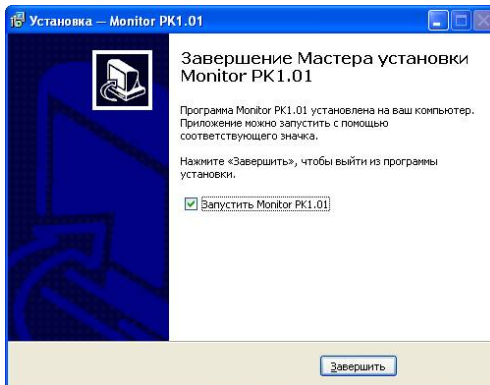 Установка — Monitor PK1.01
Завершение Мастера установки
Monitor PK1.01
Программа Monitor PK1.01 установлена на ваш компьютер.
Приложение можно запустить с помощью
соответствующего значка.
Нажмите «Завершить», чтобы выйти из программы
установки.
Запустить Monitor PK1.01
Завершить